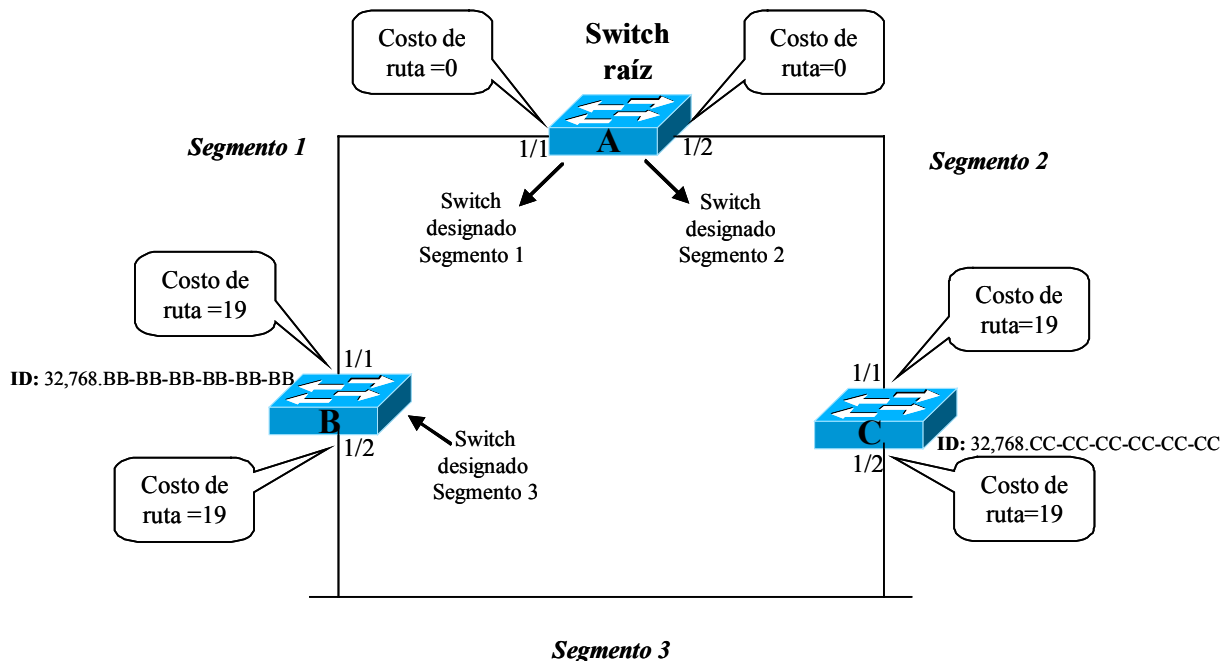 Costo de
ruta =0
Switch
raíz
Costo de
ruta=0
A
1/1
1/2
Segmento 1
Segmento 2
Switch
designado
Segmento 1
Switch
designado
Segmento 2
Costo de
ruta =19
Costo de
ruta=19
1/1
ID: 32,768.BB-BB-BB-BB-BB-BB
B
1/2
Switch
designado
Segmento 3
1/1
C
ID: 32,768.CC-CC-CC-CC-CC-CC
1/2
Costo de
ruta =19
Costo de
ruta=19
Segmento 3